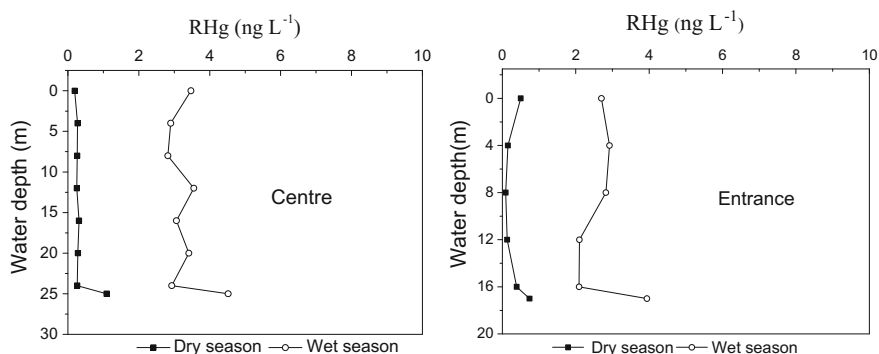 RHg (ng L⁻¹)
0 2 4 6 8 10
0
5
10
15
20
25
30
Water depth (m)
Centre
Dry season Wet season
RHg (ng L⁻¹)
0 2 4 6 8 10
0
4
8
12
16
20
Water depth(m)
Entrance
Dry season Wet season